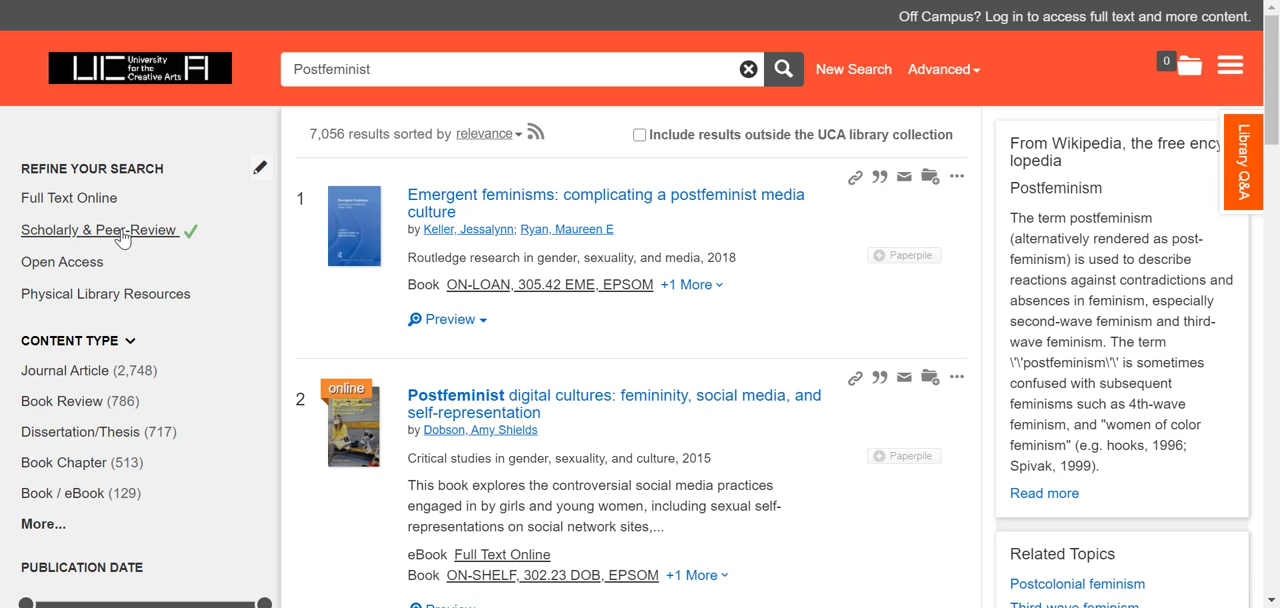 Off Campus? Log in to access full text and more content.
UCA University for the Creative Arts
Postfeminist
New Search Advanced
0
Library Q&A
REFINE YOUR SEARCH
Full Text Online
Scholarly & Peer-Review
Open Access
Physical Library Resources
CONTENT TYPE
Journal Article (2,748)
Book Review (786)
Dissertation/Thesis (717)
Book Chapter (513)
Book / eBook (129)
More...
PUBLICATION DATE
7,056 results sorted by relevance
Include results outside the UCA library collection
1
Emergent feminisms: complicating a postfeminist media
culture
by Keller, Jessalynn; Ryan, Maureen E
Routledge research in gender, sexuality, and media, 2018
Paperpile
Book ON-LOAN, 305.42 EME, EPSOM +1 More
Preview
2
online
Postfeminist digital cultures: femininity, social media, and
self-representation
by Dobson, Amy Shields
Critical studies in gender, sexuality, and culture, 2015
Paperpile
This book explores the controversial social media practices
engaged in by girls and young women, including sexual self-
representations on social network sites,...
eBook Full Text Online
Book ON-SHELF, 302.23 DOB, EPSOM +1 More
Preview
From Wikipedia, the free ency
lopedia
Postfeminism
The term postfeminism
(alternatively rendered as post-
feminism) is used to describe
reactions against contradictions and
absences in feminism, especially
second-wave feminism and third-
wave feminism. The term
\'\'postfeminism\'\' is sometimes
confused with subsequent
feminisms such as 4th-wave
feminism, and "women of color
feminism" (e.g. hooks, 1996;
Spivak, 1999).
Read more
Related Topics
Postcolonial feminism
Third-wave feminism